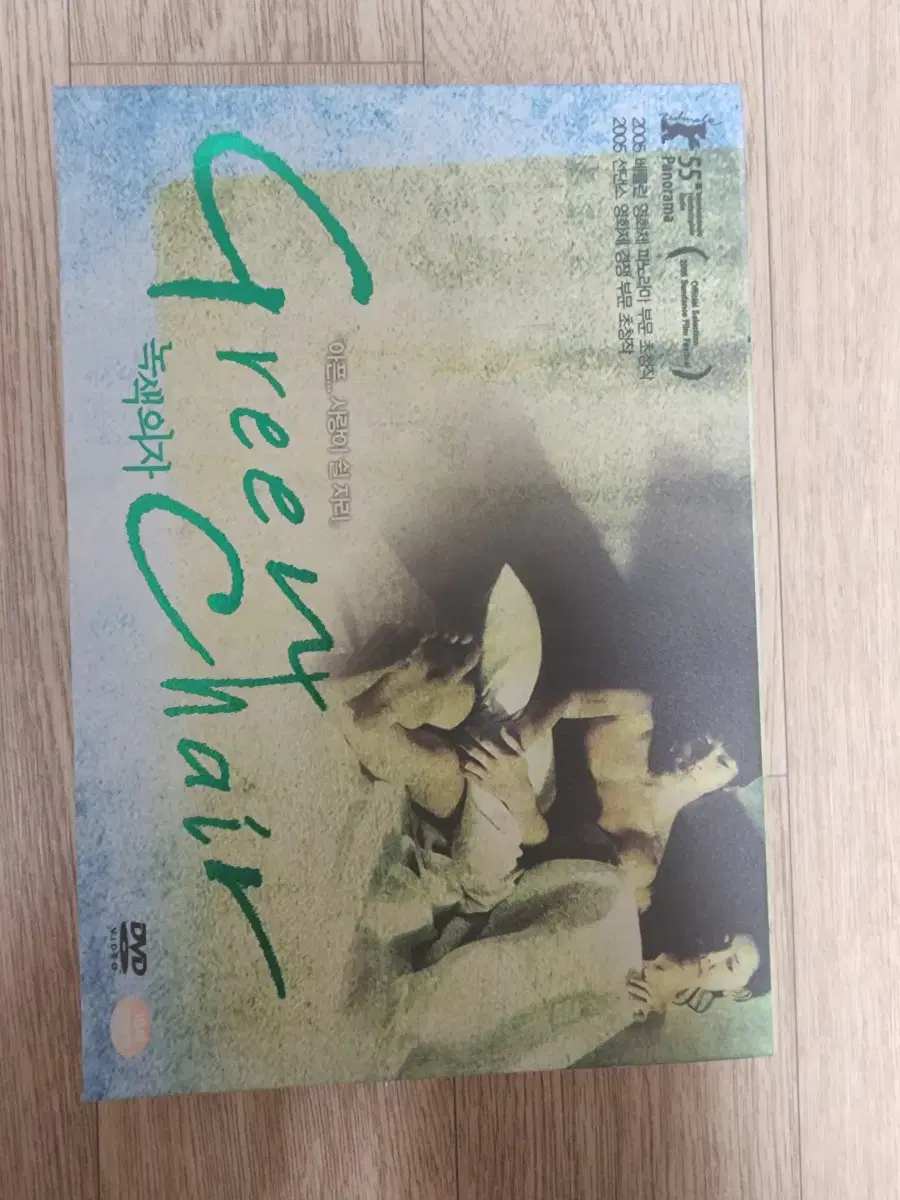 55
Panorama
Official Selection
2005 Sundance Film Festival
2005 베를린 영화제 파노라마 부문 초청작
2005 선댄스 영화제 경쟁 부문 초청작
아픈... 사랑이 쉴 자리
Green Chair
녹색의자
DVD
VIDEO